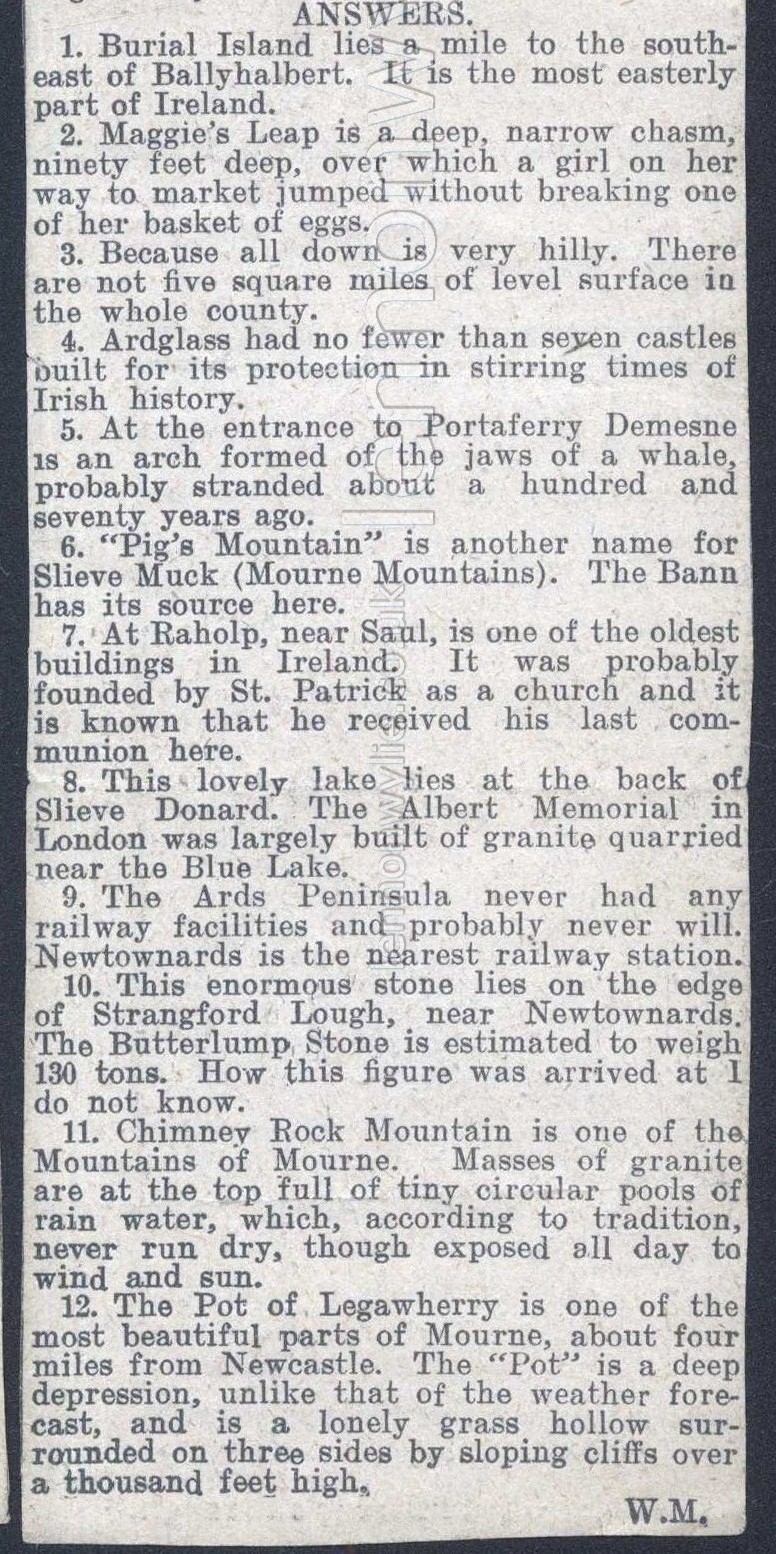 ANSWERS.
1. Burial Island lies a mile to the south-
east of Ballyhalbert. It is the most easterly
part of Ireland.
2. Maggie's Leap is a deep, narrow chasm,
ninety feet deep, over which a girl on her
way to market jumped without breaking one
of her basket of eggs.
3. Because all down is very hilly. There
are not five square miles of level surface in
the whole county.
4. Ardglass had no fewer than seven castles
built for its protection in stirring times of
Irish history.
5. At the entrance to Portaferry Demesne
is an arch formed of the jaws of a whale,
probably stranded about a hundred and
seventy years ago.
6. "Pig's Mountain" is another name for
Slieve Muck (Mourne Mountains). The Bann
has its source here.
7. At Raholp, near Saul, is one of the oldest
buildings in Ireland. It was probably
founded by St. Patrick as a church and it
is known that he received his last com-
munion here.
8. This lovely lake lies at the back of
Slieve Donard. The Albert Memorial in
London was largely built of granite quarried
near the Blue Lake.
9. The Ards Peninsula never had any
railway facilities and probably never will.
Newtownards is the nearest railway station.
10. This enormous stone lies on the edge
of Strangford Lough, near Newtownards.
The Butterlump Stone is estimated to weigh
130 tons. How this figure was arrived at I
do not know.
11. Chimney Rock Mountain is one of the
Mountains of Mourne. Masses of granite
are at the top full of tiny circular pools of
rain water, which, according to tradition,
never run dry, though exposed all day to
wind and sun.
12. The Pot of Legawherry is one of the
most beautiful parts of Mourne, about four
miles from Newcastle. The "Pot" is a deep
depression, unlike that of the weather fore-
cast, and is a lonely grass hollow sur-
rounded on three sides by sloping cliffs over
a thousand feet high.
W.M.